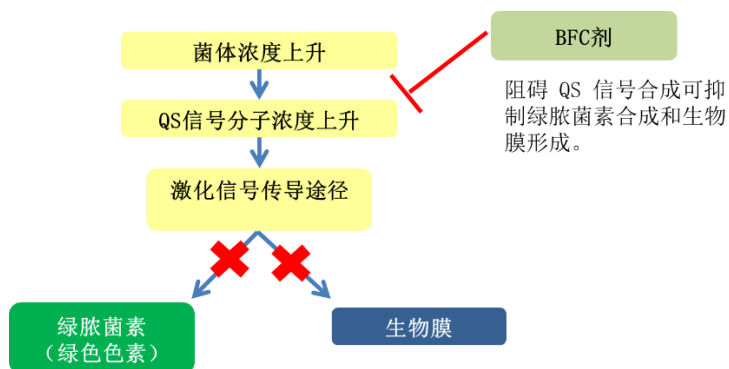 菌体浓度上升
BFC剂
QS信号分子浓度上升
阻碍 QS 信号合成可抑
制绿脓菌素合成和生物
膜形成。
激化信号传导途径
绿脓菌素
（绿色色素）
生物膜